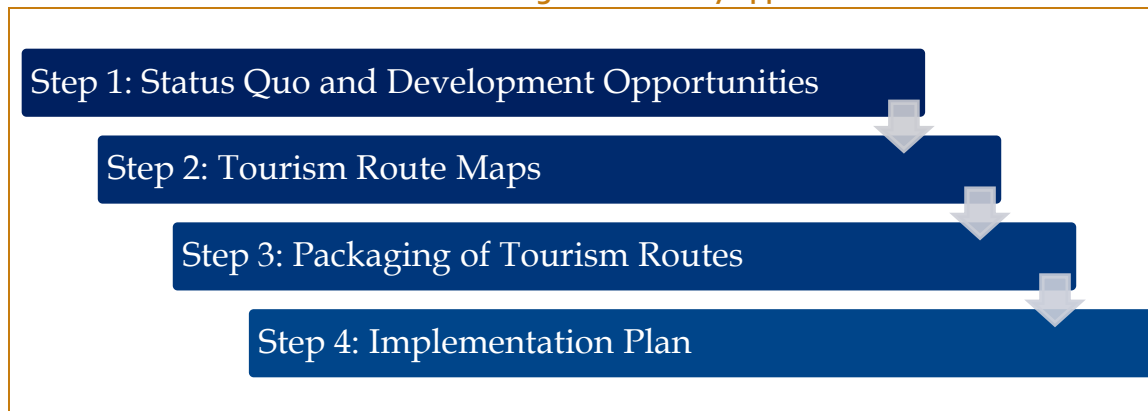 Step 1: Status Quo and Development Opportunities
Step 2: Tourism Route Maps
Step 3: Packaging of Tourism Routes
Step 4: Implementation Plan